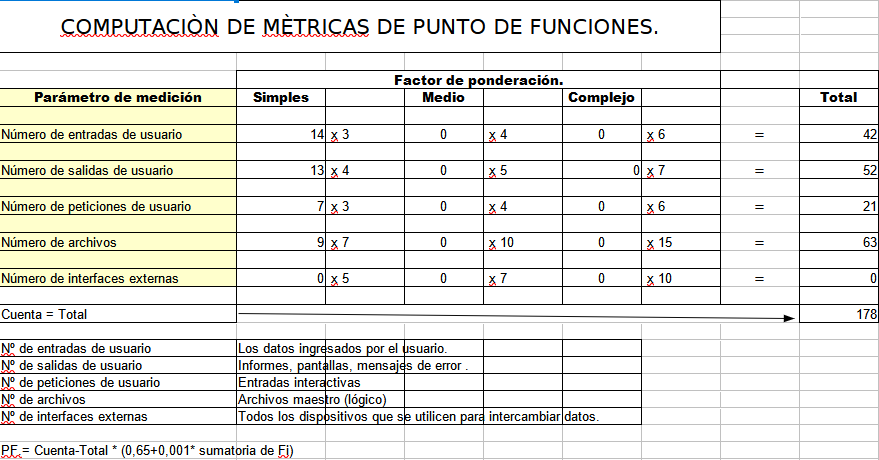 COMPUTACIÒN DE MÈTRICAS DE PUNTO DE FUNCIONES.
Factor de ponderación.
Parámetro de medición Simples Medio Complejo Total
Número de entradas de usuario 14 x 3 0 x 4 0 x 6 = 42
Número de salidas de usuario 13 x 4 0 x 5 0 x 7 = 52
Número de peticiones de usuario 7 x 3 0 x 4 0 x 6 = 21
Número de archivos 9 x 7 0 x 10 0 x 15 = 63
Número de interfaces externas 0 x 5 0 x 7 0 x 10 = 0
Cuenta = Total 178
Nº de entradas de usuario Los datos ingresados por el usuario.
Nº de salidas de usuario Informes, pantallas, mensajes de error .
Nº de peticiones de usuario Entradas interactivas
Nº de archivos Archivos maestro (lógico)
Nº de interfaces externas Todos los dispositivos que se utilicen para intercambiar datos.
PF = Cuenta-Total * (0,65+0,001* sumatoria de Fi)